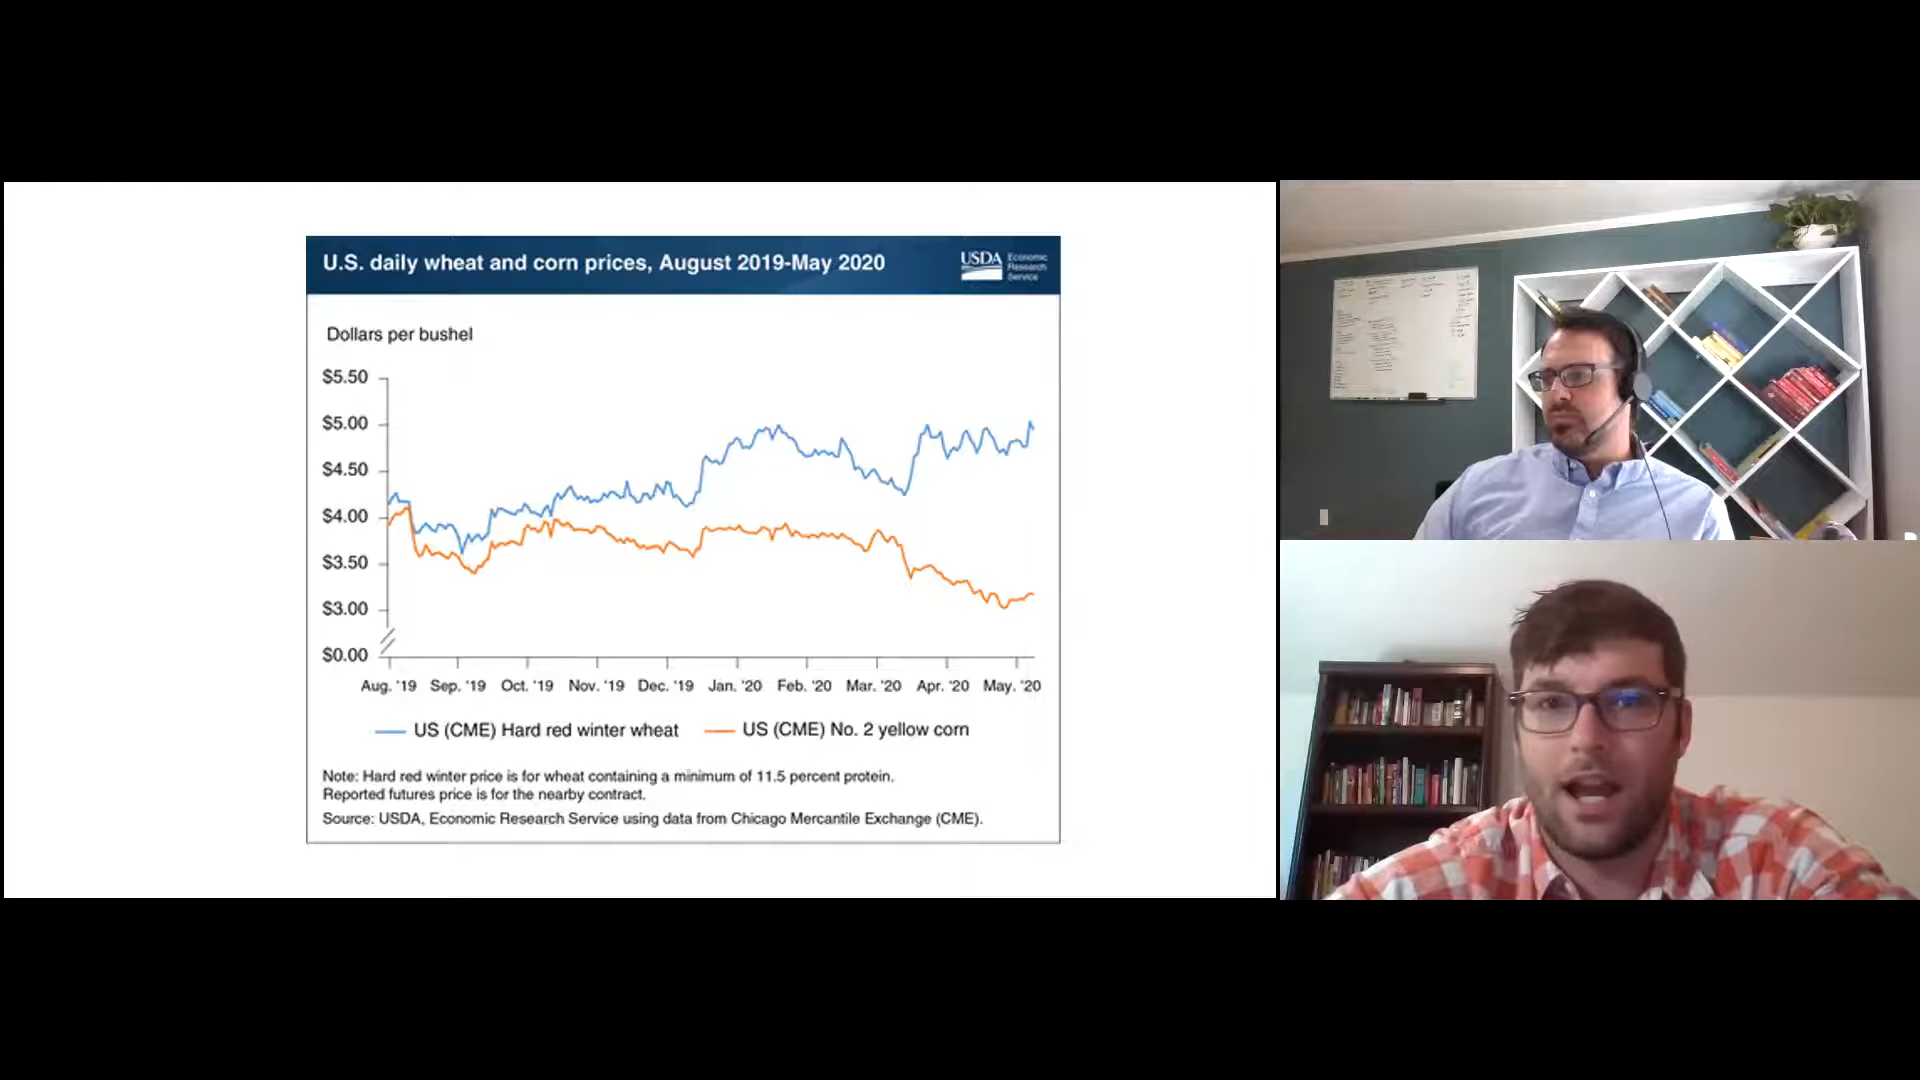 U.S. daily wheat and corn prices, August 2019-May 2020
USDA Economic
Research
Service
Dollars per bushel
$5.50
$5.00
$4.50
$4.00
$3.50
$3.00
$0.00
Aug. '19 Sep. '19 Oct. '19 Nov. '19 Dec. '19 Jan. '20 Feb. '20 Mar. '20 Apr. '20 May. '20
US (CME) Hard red winter wheat US (CME) No. 2 yellow corn
Note: Hard red winter price is for wheat containing a minimum of 11.5 percent protein.
Reported futures price is for the nearby contract.
Source: USDA, Economic Research Service using data from Chicago Mercantile Exchange (CME).